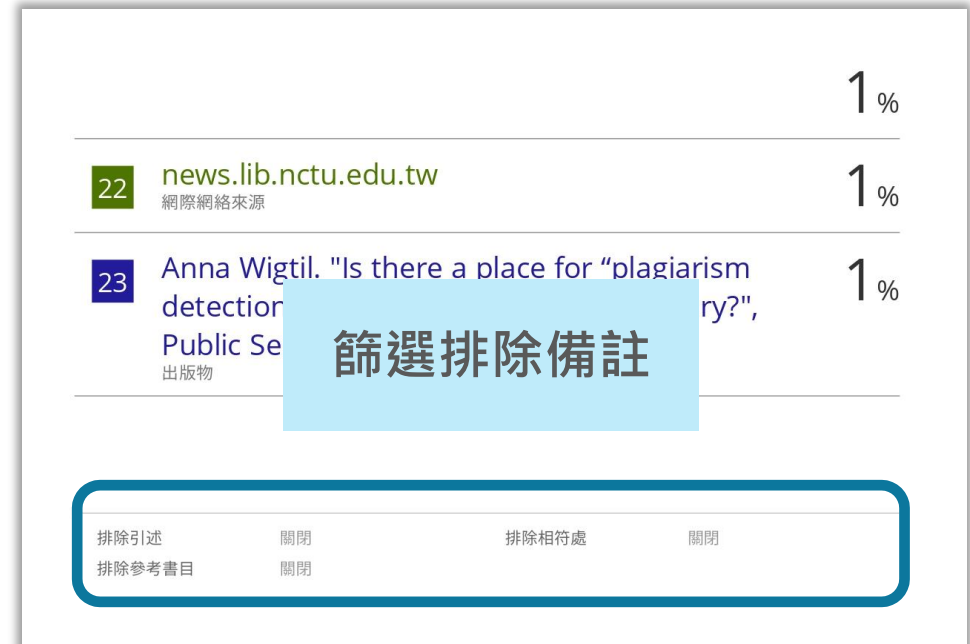 1 %
22 news.lib.nctu.edu.tw 1 %
網際網絡來源
23 Anna Wigtil. "Is there a place for “plagiarism 1 %
detection ry?",
Public Se
出版物
篩選排除備註
排除引述 關閉 排除相符處 關閉
排除參考書目 關閉